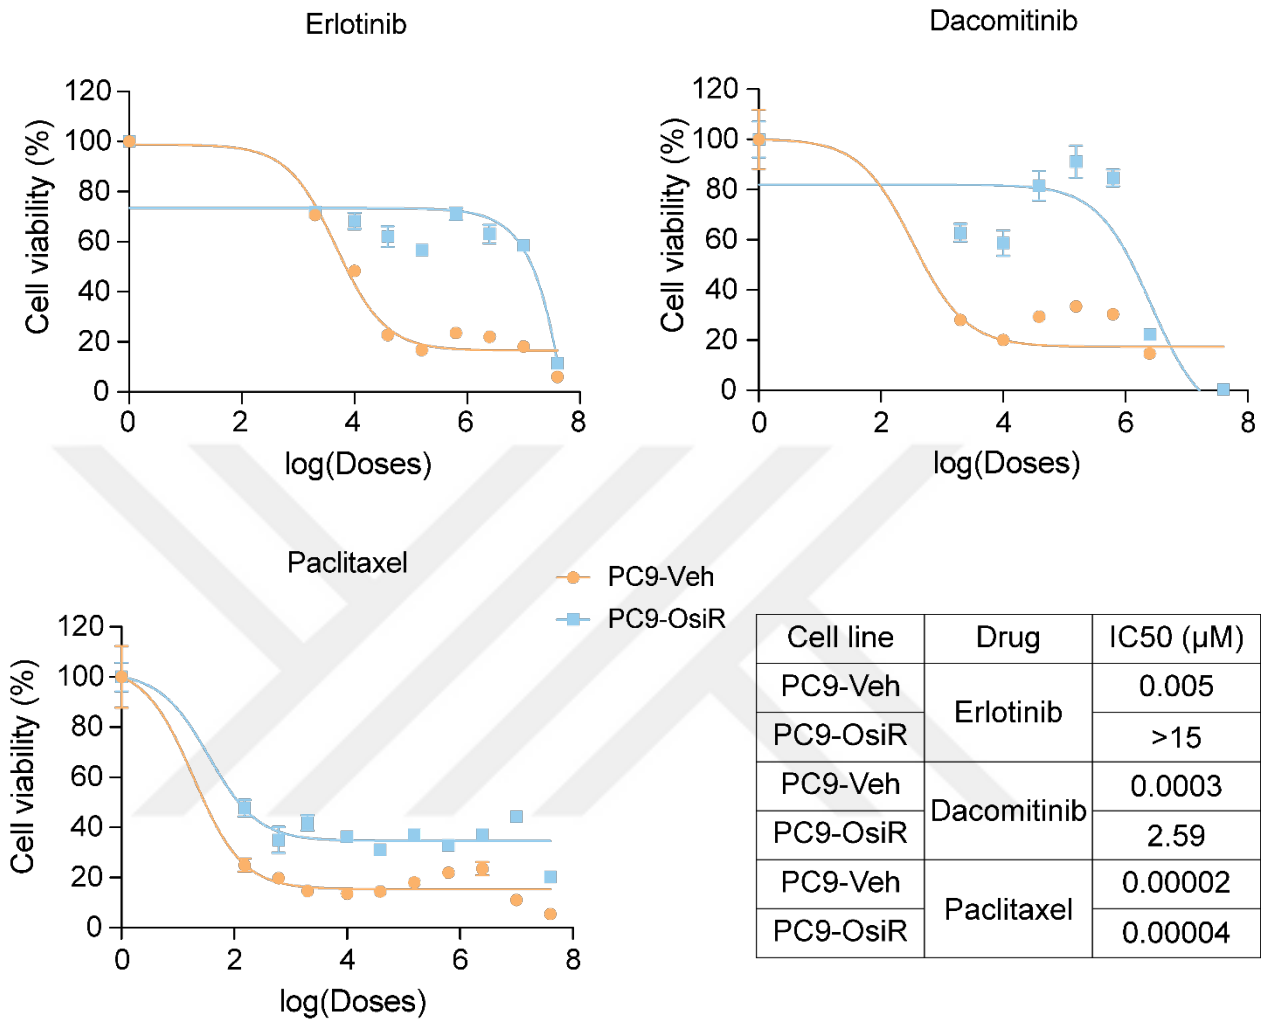 Erlotinib
Cell viability (%)
120
100
80
60
40
20
0
0 2 4 6 8
log(Doses)
Dacomitinib
Cell viability (%)
120
100
80
60
40
20
0
0 2 4 6 8
log(Doses)
Paclitaxel
Cell viability (%)
120
100
80
60
40
20
0
0 2 4 6 8
log(Doses)
PC9-Veh
PC9-OsiR
Cell line Drug IC50 (µM)
PC9-Veh Erlotinib 0.005
PC9-OsiR >15
PC9-Veh Dacomitinib 0.0003
PC9-OsiR 2.59
PC9-Veh Paclitaxel 0.00002
PC9-OsiR 0.00004